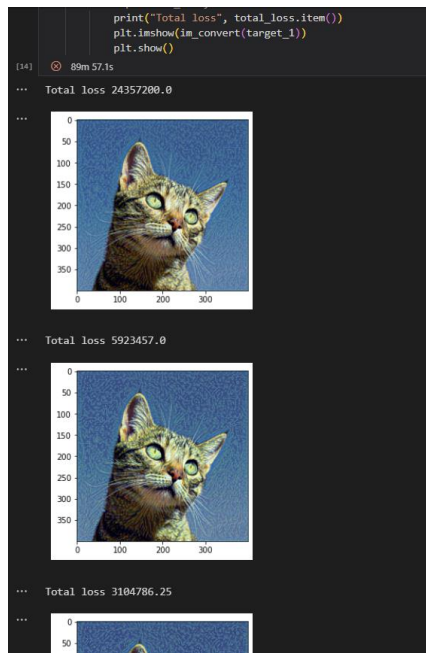 print("Total loss", total_loss.item())
plt.imshow(im_convert(target_1))
plt.show()
[14] 89m 57.1s
... Total loss 24357200.0
...
0
50
100
150
200
250
300
350
0 100 200 300
... Total loss 5923457.0
...
0
50
100
150
200
250
300
350
0 100 200 300
... Total loss 3104786.25
...
0
50